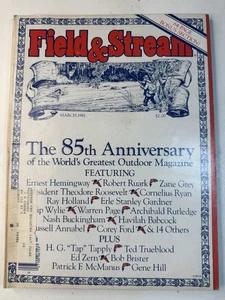 Field & Stream
MARCH 1981
The 85th Anniversary
of the World's Greatest Outdoor Magazine
FEATURING
Ernest Hemingway Robert Ruark Zane Grey
President Theodore Roosevelt Cornelius Ryan
Ray Holland Erle Stanley Gardner
Wylie Warren Page Archibald Rutledge
Nash Buckingham Havilah Babcock
Russell Annabel Corey Ford & 14 Others
PLUS
H. G. "Tap" Tapply Ted Trueblood
Ed Zern Bob Brister
Patrick F. McManus Gene Hill